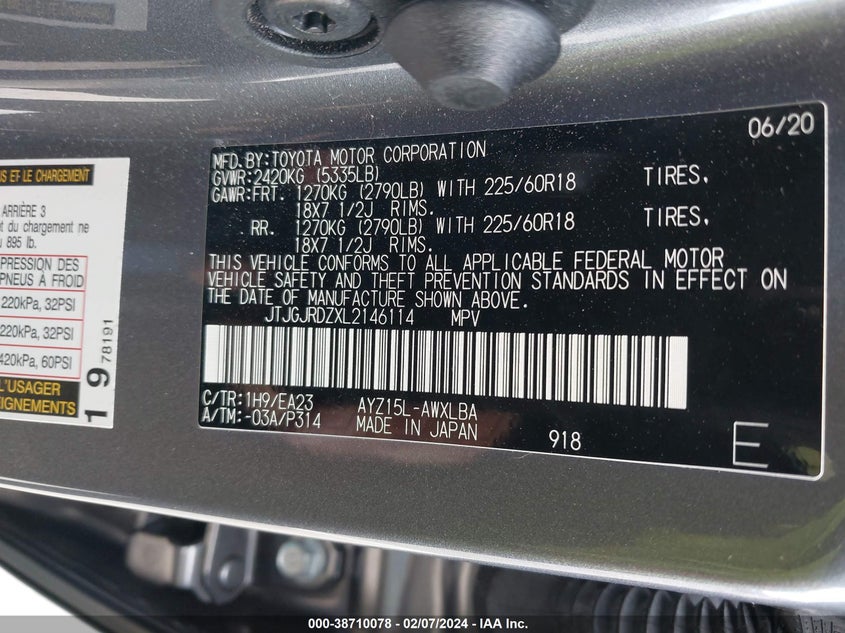 06/20
MFD. BY: TOYOTA MOTOR CORPORATION
GVWR: 2420KG (5335LB)
GAWR: FRT. 1270KG (2790LB) WITH 225/60R18 TIRES,
18X7 1/2J RIMS.
RR. 1270KG (2790LB) WITH 225/60R18 TIRES,
18X7 1/2J RIMS.
THIS VEHICLE CONFORMS TO ALL APPLICABLE FEDERAL MOTOR
VEHICLE SAFETY AND THEFT PREVENTION STANDARDS IN EFFECT ON
THE DATE OF MANUFACTURE SHOWN ABOVE.
JTJGJRDZXL2146114 MPV
C/TR: 1H9/EA23 AYZ15L-AWXLBA
A/TM: -03A/P314 MADE IN JAPAN
918
E
ET LE CHARGEMENT
ARRIÈRE 3
et du chargement ne
895 lb.
PRESSION DES
PNEUS À FROID
220kPa, 32PSI
220kPa, 32PSI
420kPa, 60PSI
L'USAGER
1 9 78191
000-38710078 - 02/07/2024 - IAA Inc.